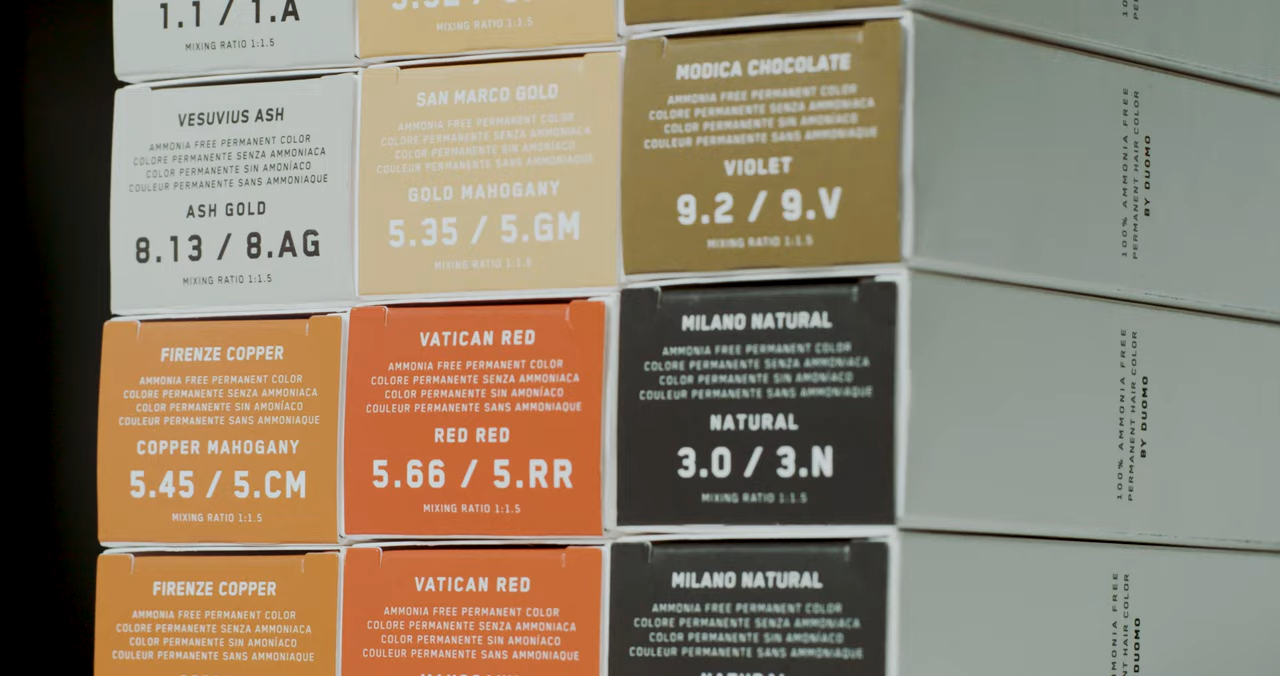 1.1 / 1.A
MIXING RATIO 1:1.5
MIXING RATIO 1:1.5
VESUVIUS ASH
AMMONIA FREE PERMANENT COLOR
COLORE PERMANENTE SENZA AMMONIACA
COLOR PERMANENTE SIN AMONÍACO
COULEUR PERMANENTE SANS AMMONIAQUE
ASH GOLD
8.13 / 8.AG
MIXING RATIO 1:1.5
SAN MARCO GOLD
AMMONIA FREE PERMANENT COLOR
COLORE PERMANENTE SENZA AMMONIACA
COLOR PERMANENTE SIN AMONÍACO
COULEUR PERMANENTE SANS AMMONIAQUE
GOLD MAHOGANY
5.35 / 5.GM
MIXING RATIO 1:1.5
MODICA CHOCOLATE
AMMONIA FREE PERMANENT COLOR
COLORE PERMANENTE SENZA AMMONIACA
COLOR PERMANENTE SIN AMONÍACO
COULEUR PERMANENTE SANS AMMONIAQUE
VIOLET
9.2 / 9.V
MIXING RATIO 1:1.5
100% AMMONIA FREE
PERMANENT HAIR COLOR
BY DUOMO
FIRENZE COPPER
AMMONIA FREE PERMANENT COLOR
COLORE PERMANENTE SENZA AMMONIACA
COLOR PERMANENTE SIN AMONÍACO
COULEUR PERMANENTE SANS AMMONIAQUE
COPPER MAHOGANY
5.45 / 5.CM
MIXING RATIO 1:1.5
VATICAN RED
AMMONIA FREE PERMANENT COLOR
COLORE PERMANENTE SENZA AMMONIACA
COLOR PERMANENTE SIN AMONÍACO
COULEUR PERMANENTE SANS AMMONIAQUE
RED RED
5.66 / 5.RR
MIXING RATIO 1:1.5
MILANO NATURAL
AMMONIA FREE PERMANENT COLOR
COLORE PERMANENTE SENZA AMMONIACA
COLOR PERMANENTE SIN AMONÍACO
COULEUR PERMANENTE SANS AMMONIAQUE
NATURAL
3.0 / 3.N
MIXING RATIO 1:1.5
100% AMMONIA FREE
PERMANENT HAIR COLOR
BY DUOMO
FIRENZE COPPER
AMMONIA FREE PERMANENT COLOR
COLORE PERMANENTE SENZA AMMONIACA
COLOR PERMANENTE SIN AMONÍACO
COULEUR PERMANENTE SANS AMMONIAQUE
VATICAN RED
AMMONIA FREE PERMANENT COLOR
COLORE PERMANENTE SENZA AMMONIACA
COLOR PERMANENTE SIN AMONÍACO
COULEUR PERMANENTE SANS AMMONIAQUE
MILANO NATURAL
AMMONIA FREE PERMANENT COLOR
COLORE PERMANENTE SENZA AMMONIACA
COLOR PERMANENTE SIN AMONÍACO
COULEUR PERMANENTE SANS AMMONIAQUE
FREE
HAIR COLOR
DUOMO